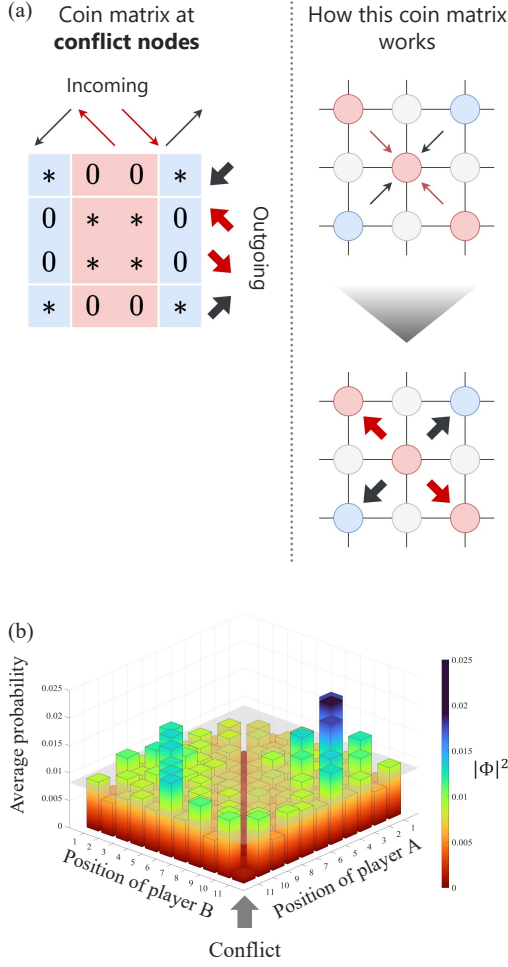 (a)
Coin matrix at
conflict nodes
How this coin matrix
works
Incoming
* 0 0 *
0 * * 0
0 * * 0
* 0 0 *
Outgoing
(b)
Average probability
0.025
0.02
0.015
0.01
0.005
0
1 2 3 4 5 6 7 8 9 10 11
Position of player B
11 10 9 8 7 6 5 4 3 2 1
Position of player A
0.025
0.02
0.015
0.01
0.005
0
|Φ|²
Conflict